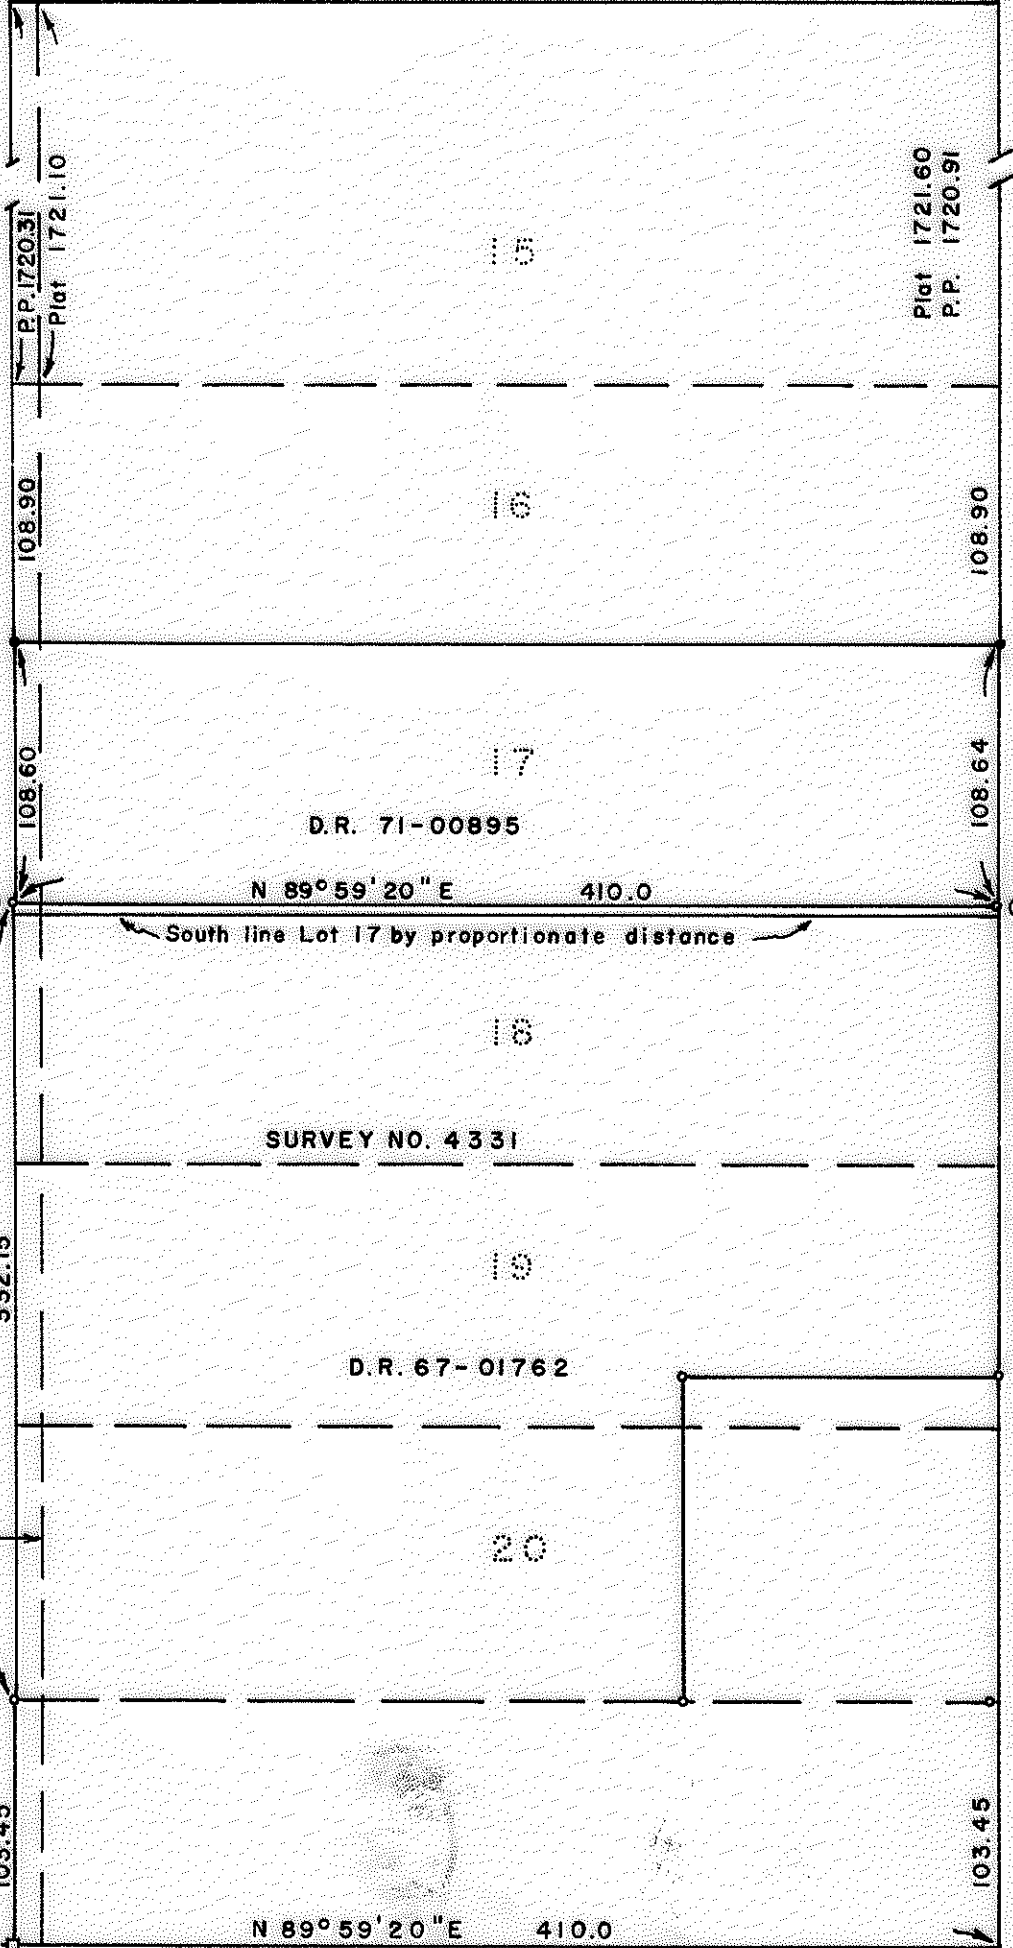 P.P. 1720.31
Plat 1721.10
Plat 1721.60
P.P. 1720.91
15
108.90
16
108.90
108.60
17
108.64
D.R. 71-00895
N 89°59'20"E 410.0
South line Lot 17 by proportionate distance
18
SURVEY NO. 4331
19
D.R. 67-01762
20
103.45
103.45
N 89°59'20"E 410.0